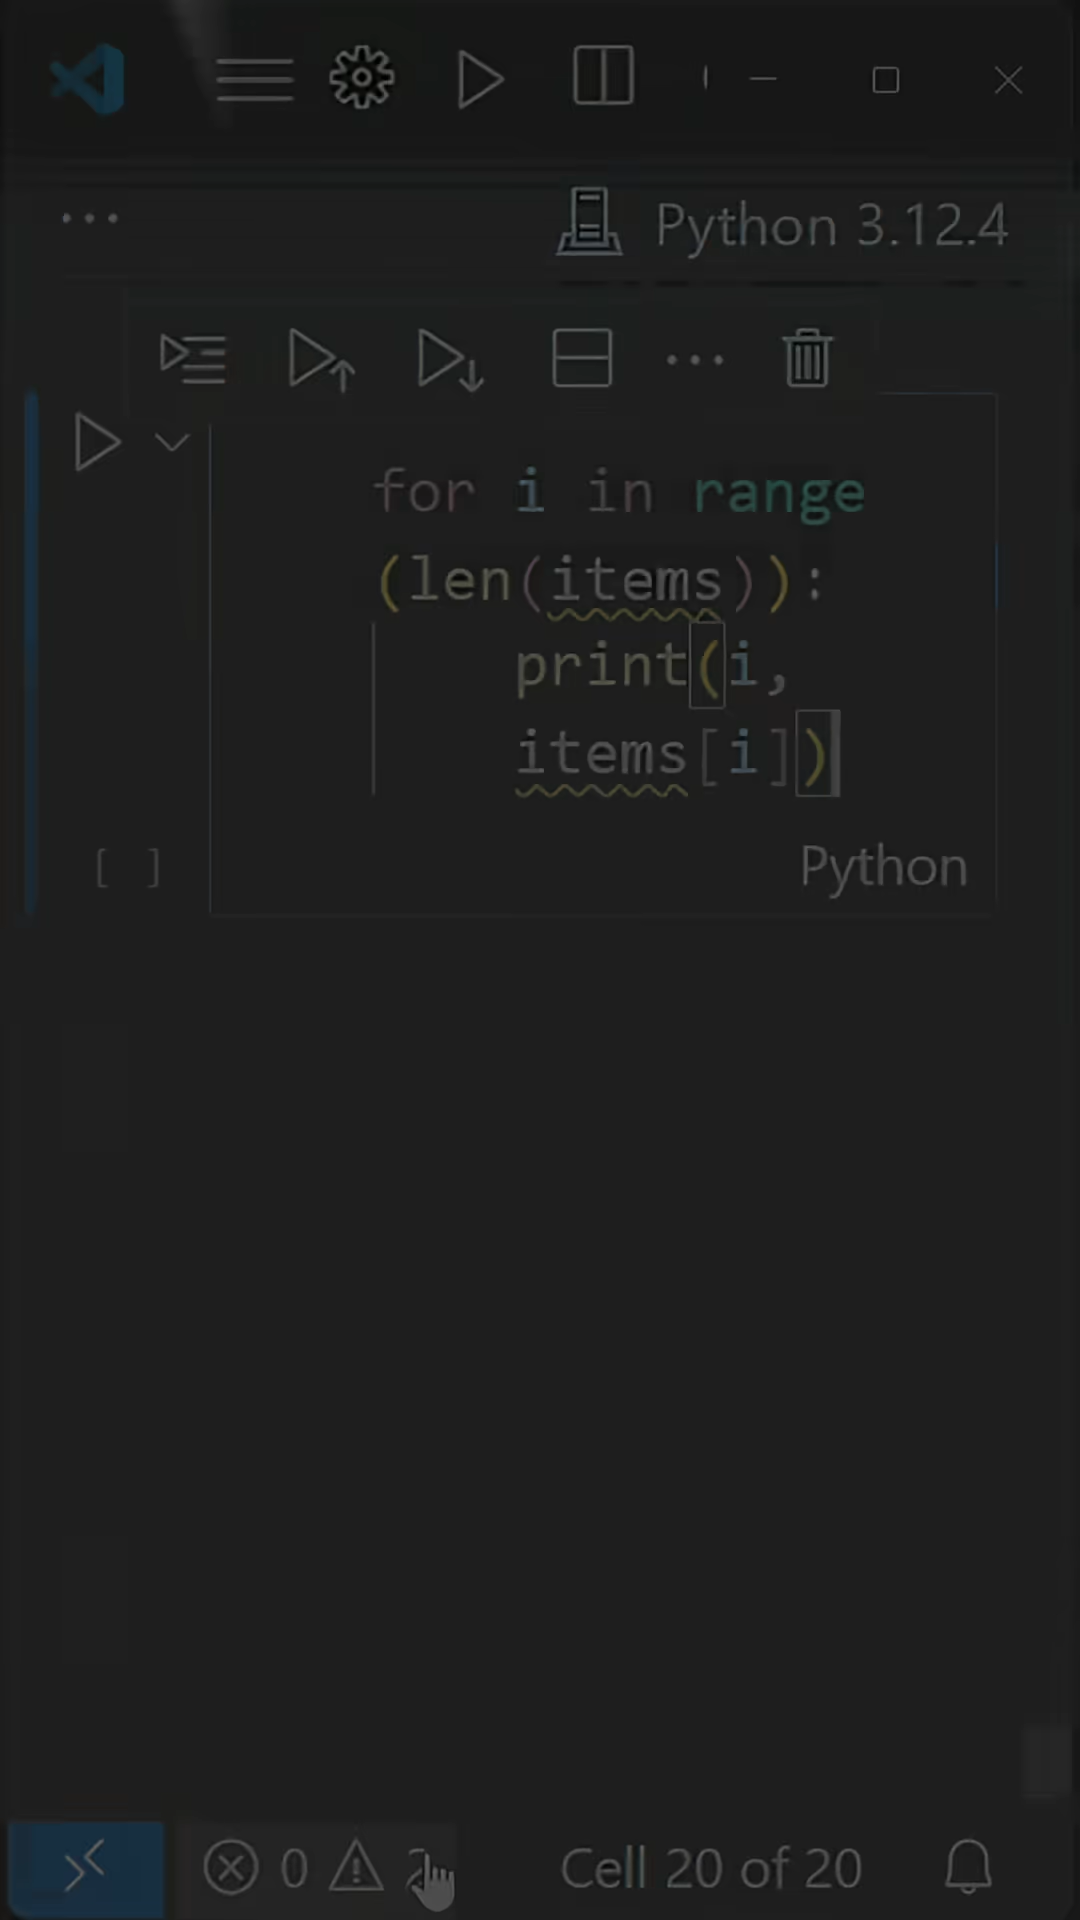 Python 3.12.4
for i in range
(len(items)):
print(i,
items[i])
[ ]
Python
0
Cell 20 of 20